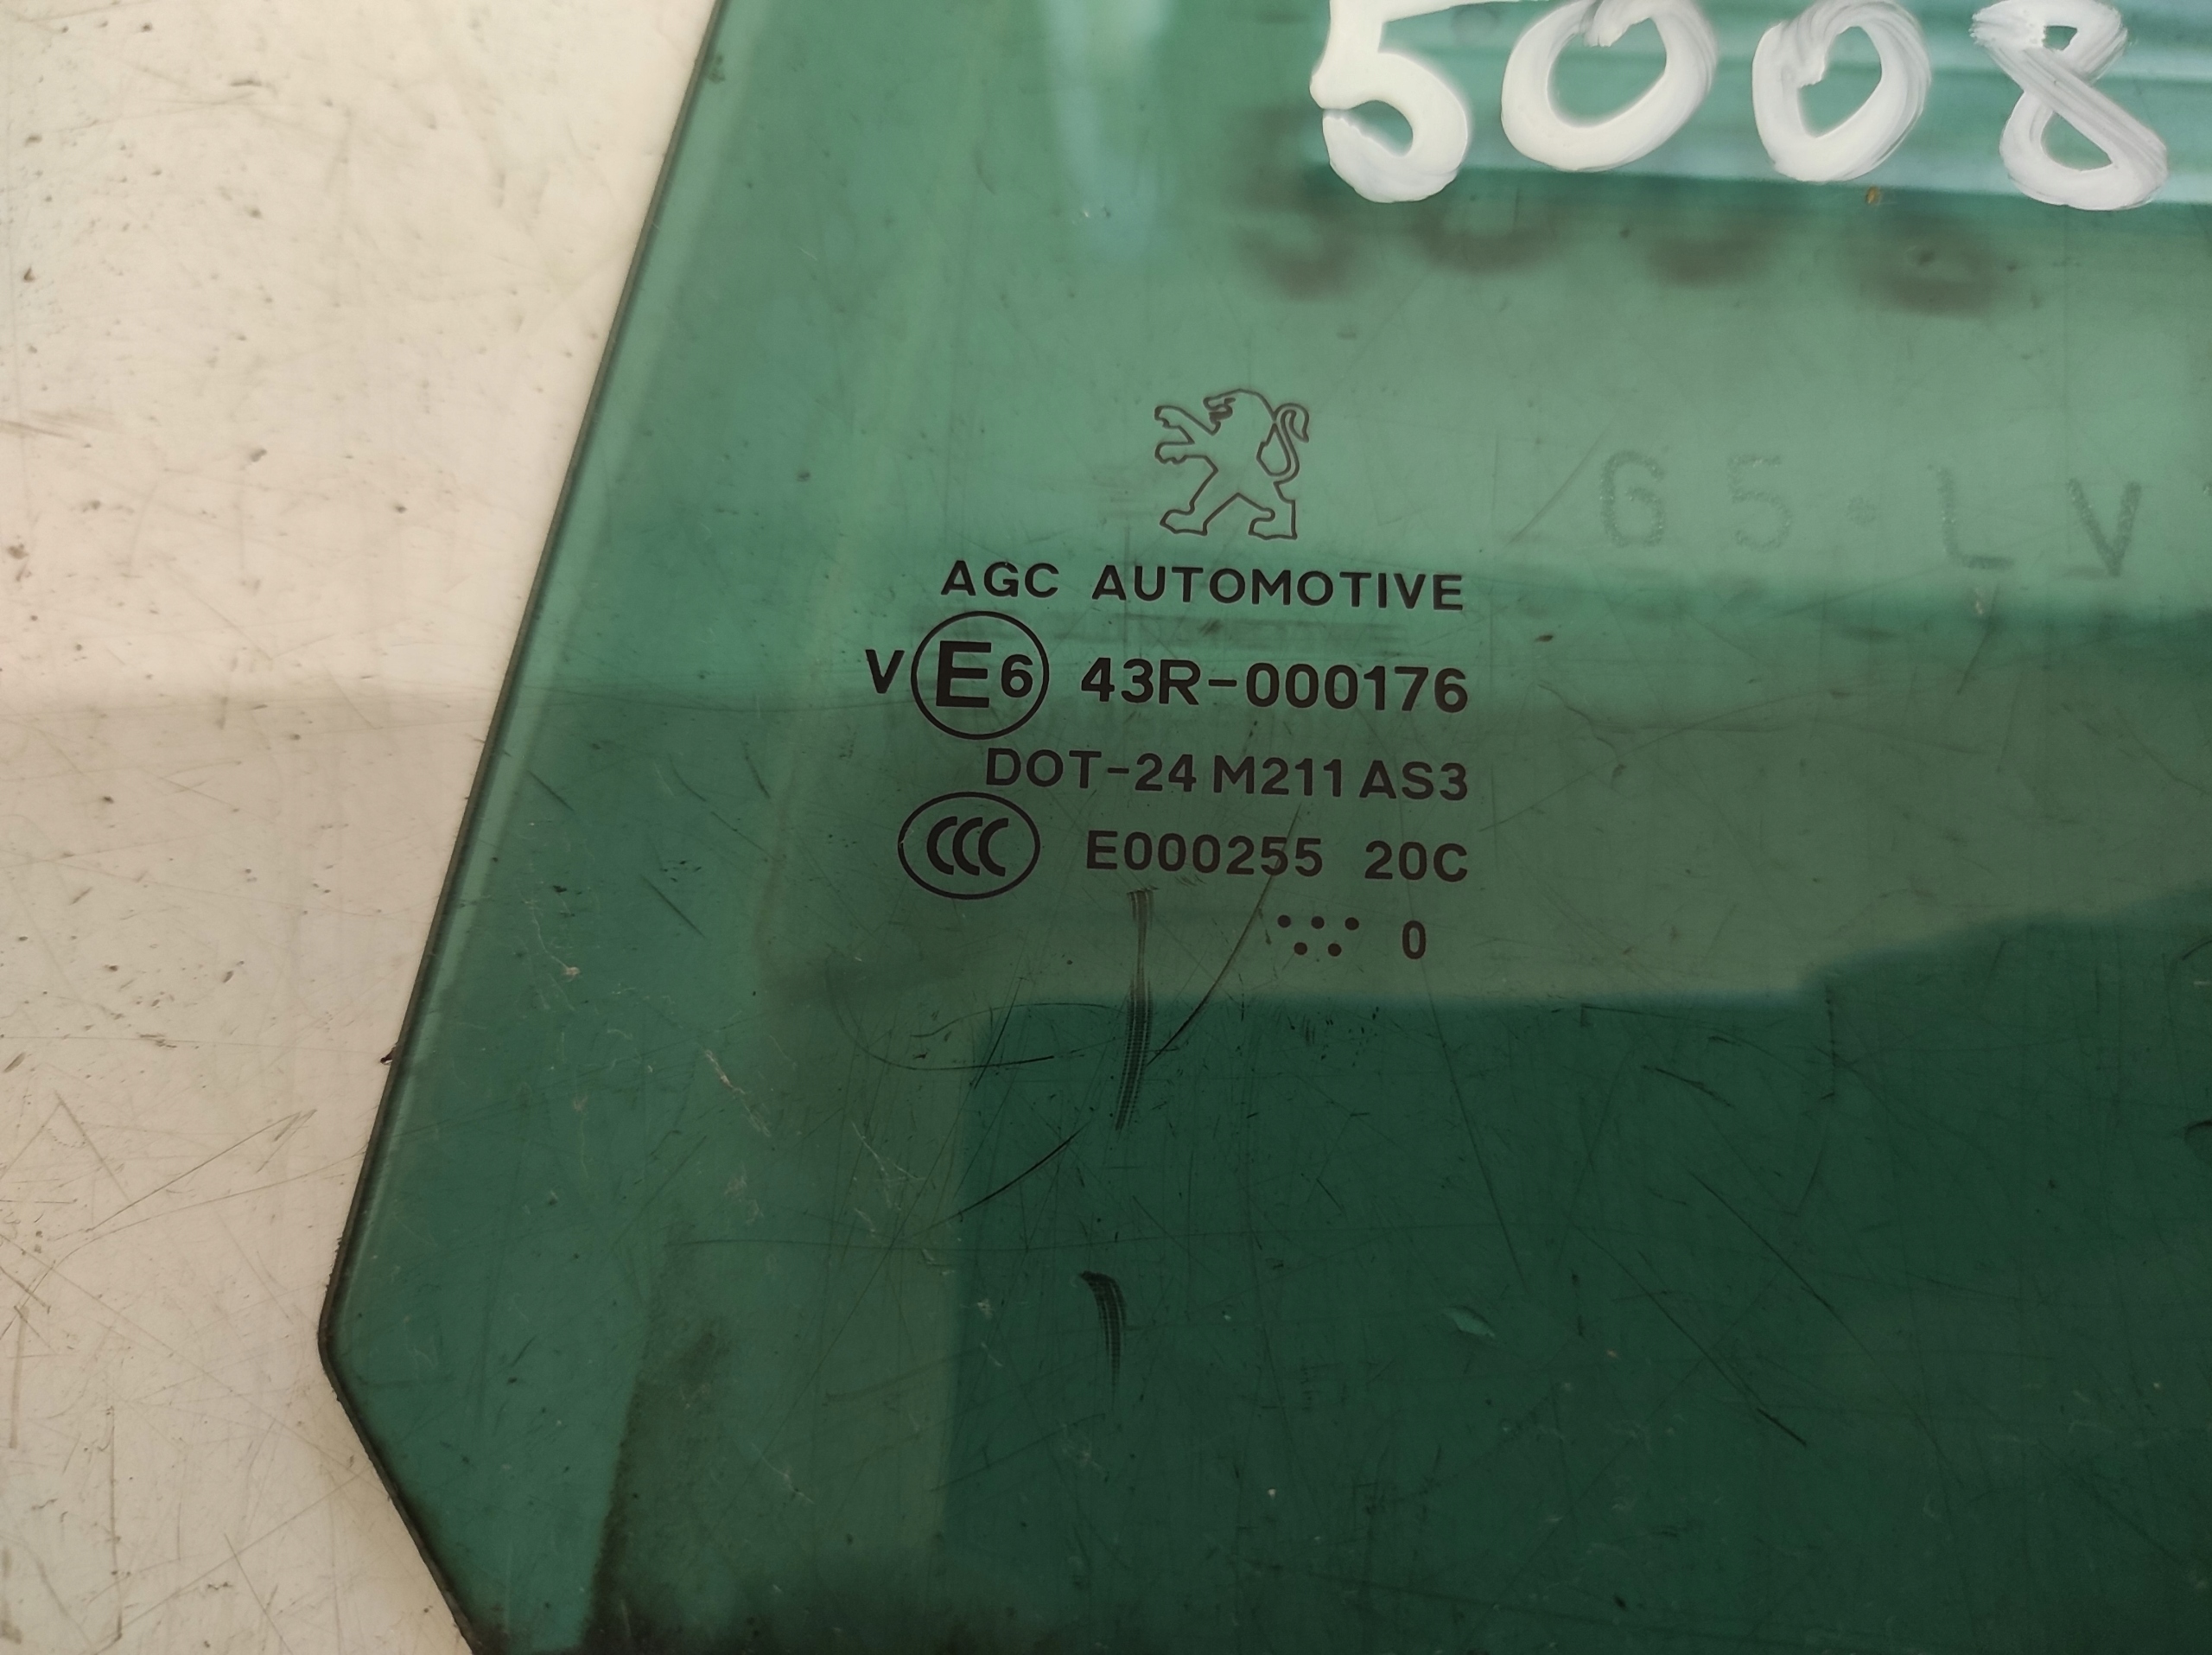 5008
65·LV
AGC AUTOMOTIVE
V E6 43R-000176
DOT-24 M211 AS3
CCC E000255 20C
0